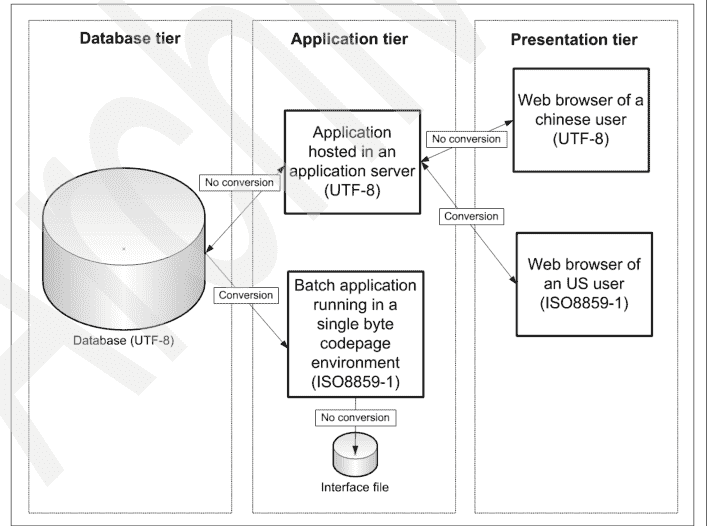 Database tier
Application tier
Presentation tier
Application
hosted in an
application server
(UTF-8)
Web browser of a
chinese user
(UTF-8)
No conversion
No conversion
Conversion
Web browser of
an US user
(ISO8859-1)
Database (UTF-8)
Conversion
Batch application
running in a
single byte
codepage
environment
(ISO8859-1)
No conversion
Interface file